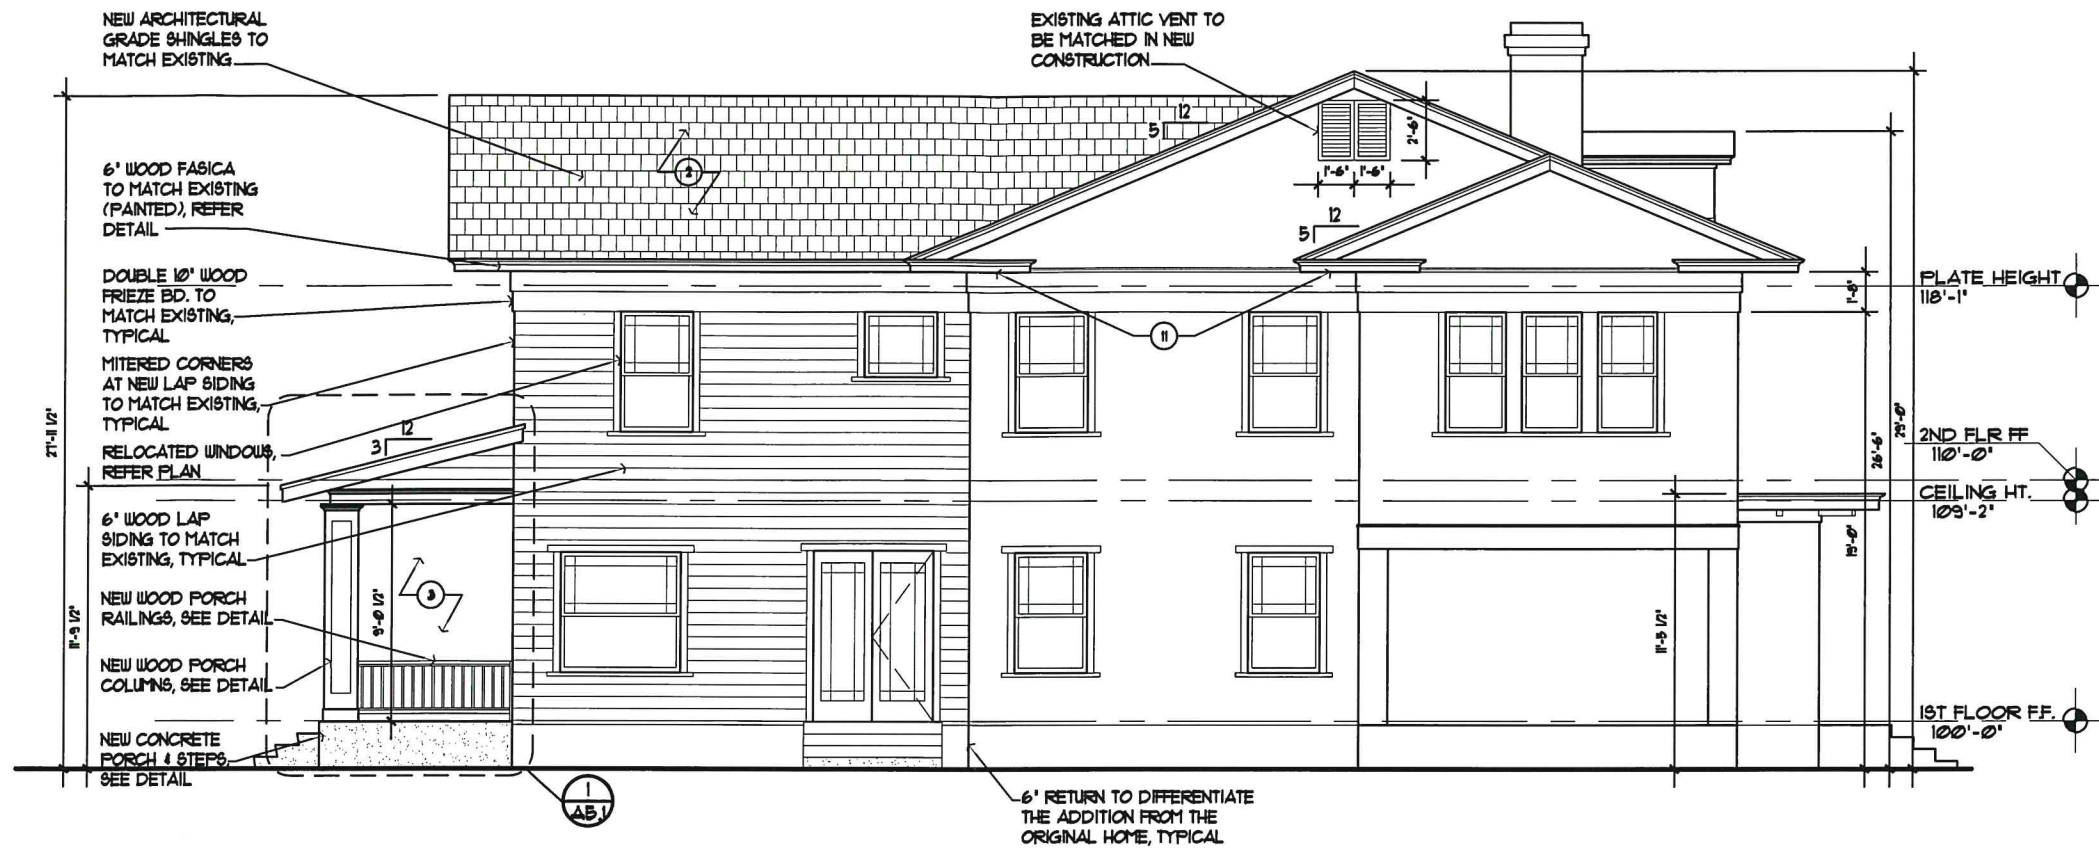 NEW ARCHITECTURAL
GRADE SHINGLES TO
MATCH EXISTING
EXISTING ATTIC VENT TO
BE MATCHED IN NEW
CONSTRUCTION
12
5
2'-6"
1'-6"
1'-6"
2
6" WOOD FASICA
TO MATCH EXISTING
(PAINTED), REFER
DETAIL
12
5
DOUBLE 10" WOOD
FRIEZE BD. TO
MATCH EXISTING,
TYPICAL
PLATE HEIGHT
118'-1"
1'-8"
11
MITERED CORNERS
AT NEW LAP SIDING
TO MATCH EXISTING,
TYPICAL
27'-11 1/2"
12
3
RELOCATED WINDOWS,
REFER PLAN
29'-0"
26'-6"
2ND FLR FF
110'-0"
CEILING HT.
109'-2"
6" WOOD LAP
SIDING TO MATCH
EXISTING, TYPICAL
19'-0"
NEW WOOD PORCH
RAILINGS, SEE DETAIL
3
9'-0 1/2"
11'-9 1/2"
11'-5 1/2"
NEW WOOD PORCH
COLUMNS, SEE DETAIL
1ST FLOOR F.F.
100'-0"
NEW CONCRETE
PORCH & STEPS,
SEE DETAIL
1
A5.1
6" RETURN TO DIFFERENTIATE
THE ADDITION FROM THE
ORIGINAL HOME, TYPICAL